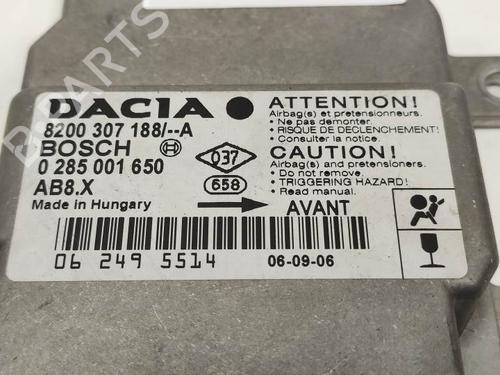 DACIA
8200 307 188/--A
BOSCH
0 285 001 650
AB8.X
Made in Hungary
037
658
AVANT
ATTENTION!
Airbag(s) et pretensionneurs.
• Ne pas demonter.
• RISQUE DE DECLENCHEMENT!
• Consulter la notice.
CAUTION!
Airbag(s) and pretensioners.
• Do not remove.
• TRIGGERING HAZARD!
• Read manual.
06 249 5514
06-09-06
B-PARTS